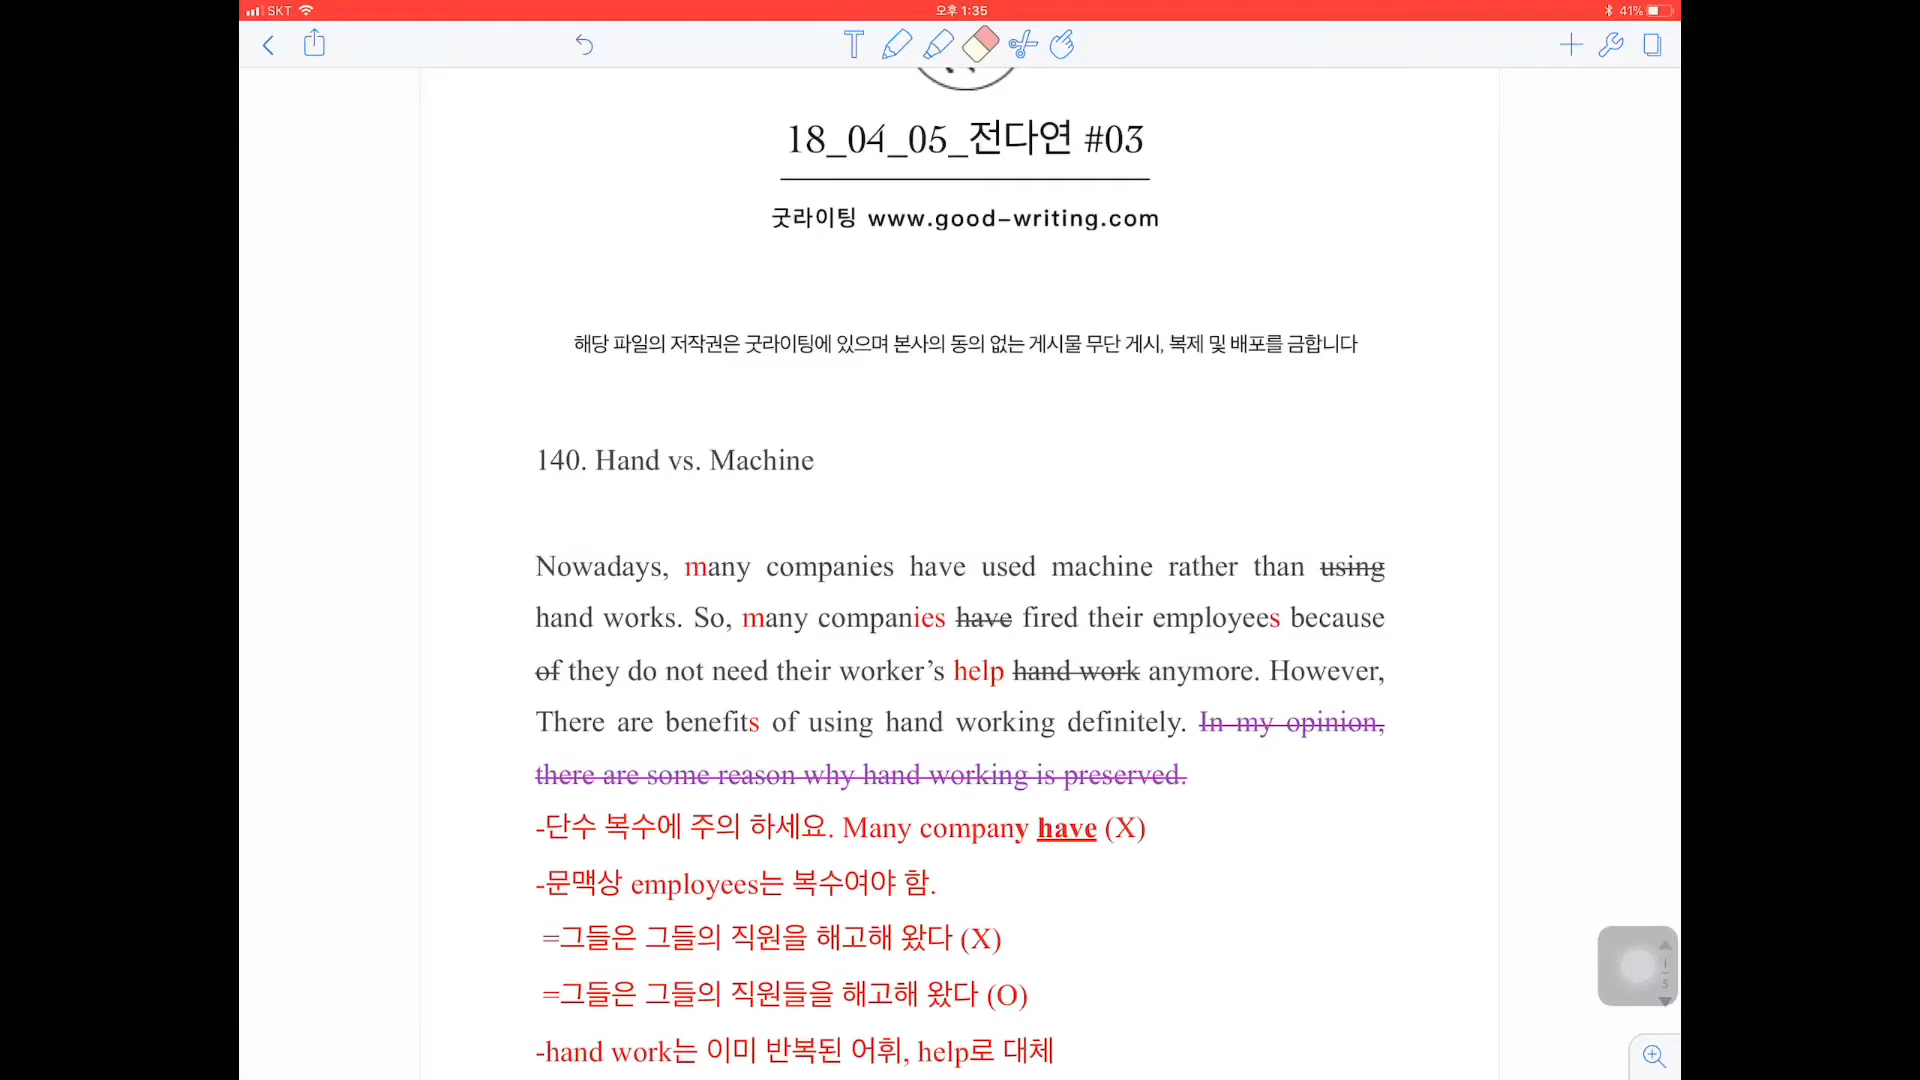 SKT
오후 1:35
41%
18_04_05_전다연 #03
굿라이팅 www.good-writing.com
해당 파일의 저작권은 굿라이팅에 있으며 본사의 동의 없는 게시물 무단 게시, 복제 및 배포를 금합니다
140. Hand vs. Machine
Nowadays, many companies have used machine rather than using
hand works. So, many companies have fired their employees because
of they do not need their worker’s help hand work anymore. However,
There are benefits of using hand working definitely. In my opinion,
there are some reason why hand working is preserved.
-단수 복수에 주의 하세요. Many company have (X)
-문맥상 employees는 복수여야 함.
=그들은 그들의 직원을 해고해 왔다 (X)
=그들은 그들의 직원들을 해고해 왔다 (O)
-hand work는 이미 반복된 어휘, help로 대체
1
5